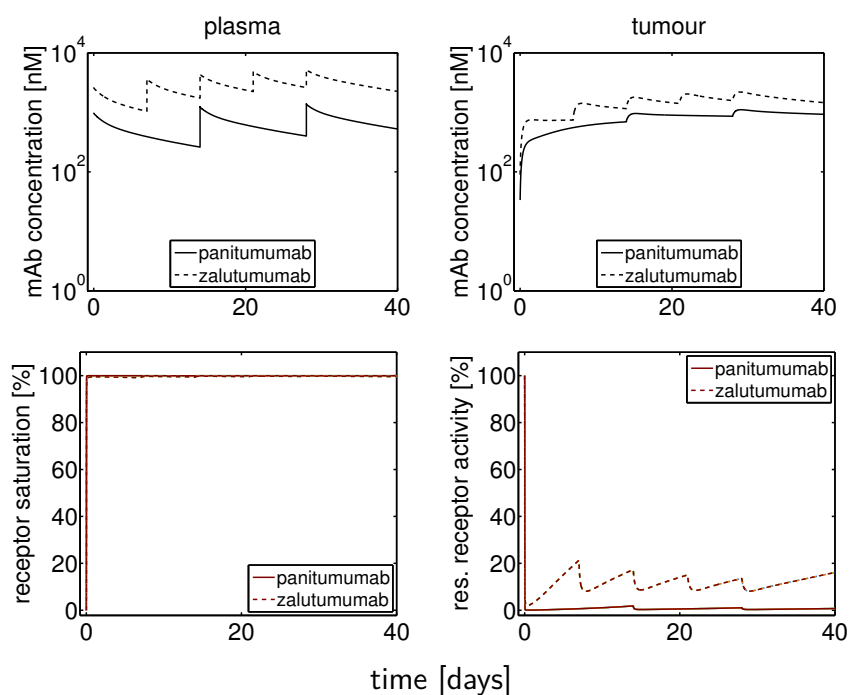 plasma
mAb concentration [nM]
10^4
10^2
10^0
0
20
40
panitumumab
zalutumumab
tumour
mAb concentration [nM]
10^4
10^2
10^0
0
20
40
panitumumab
zalutumumab
receptor saturation [%]
100
80
60
40
20
0
0
20
40
panitumumab
zalutumumab
res. receptor activity [%]
100
80
60
40
20
0
0
20
40
panitumumab
zalutumumab
time [days]